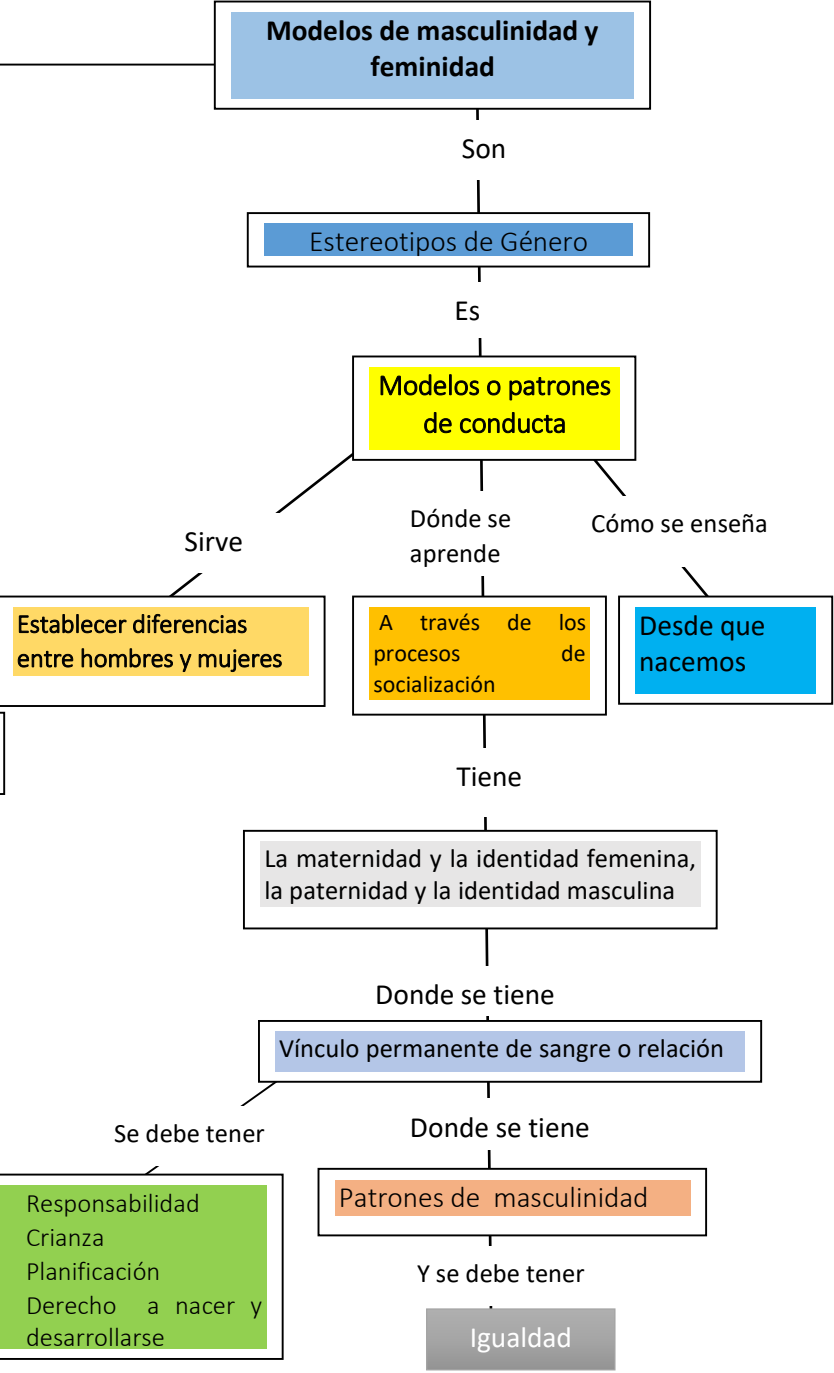 Modelos de masculinidad y
feminidad
Son
Estereotipos de Género
Es
Modelos o patrones
de conducta
Sirve
Dónde se
aprende
Cómo se enseña
Establecer diferencias
entre hombres y mujeres
A través de los
procesos de
socialización
Desde que
nacemos
Tiene
La maternidad y la identidad femenina,
la paternidad y la identidad masculina
Donde se tiene
Vínculo permanente de sangre o relación
Se debe tener
Donde se tiene
Responsabilidad
Crianza
Planificación
Derecho a nacer y
desarrollarse
Patrones de masculinidad
Y se debe tener
Igualdad